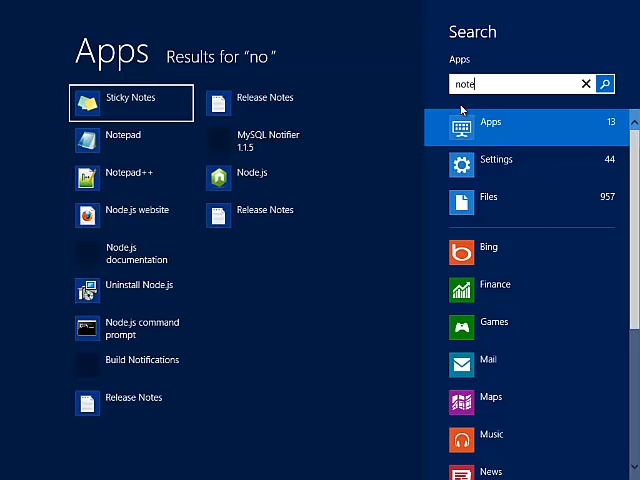 Apps Results for "no "
Sticky Notes
Notepad
Notepad++
Node.js website
Node.js
documentation
Uninstall Node.js
Node.js command
prompt
Build Notifications
Release Notes
Release Notes
MySQL Notifier
1.1.5
Node.js
Release Notes
Search
Apps
note
Apps 13
Settings 44
Files 957
Bing
Finance
Games
Mail
Maps
Music
News